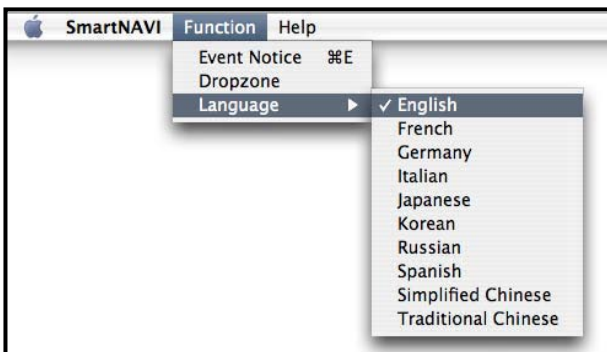 SmartNAVI Function Help
Event Notice ⌘E
Dropzone
Language ▶ ✓ English
French
Germany
Italian
Japanese
Korean
Russian
Spanish
Simplified Chinese
Traditional Chinese